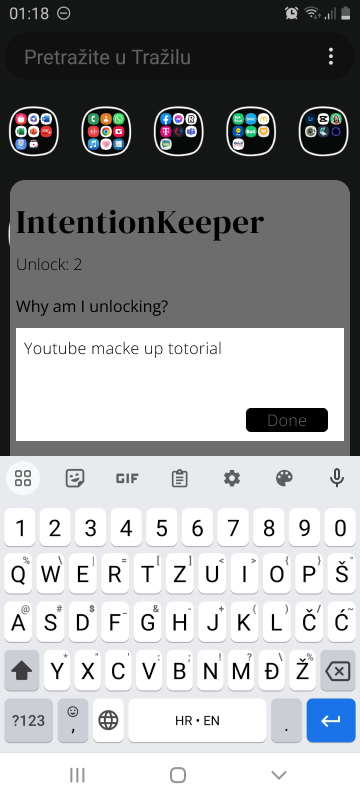 01:18
Pretražite u Tražilu
IntentionKeeper
Unlock: 2
Why am I unlocking?
Youtube macke up totorial
Done
GIF
1 2 3 4 5 6 7 8 9 0
Q W E R T Z U I O P Š
A S D F G H J K L Č Ć
Y X C V B N M Đ Ž
?123 , HR • EN .